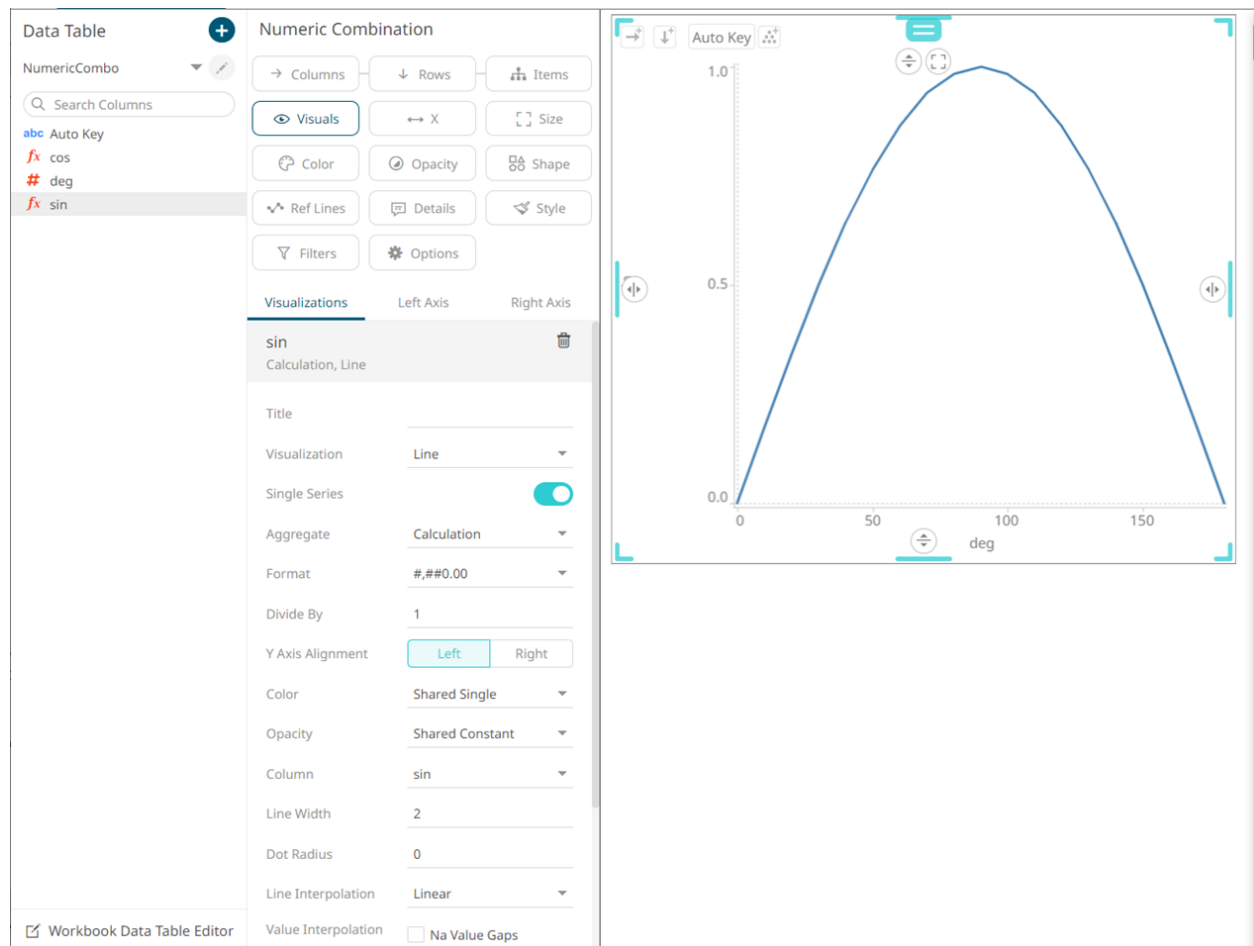 Data Table
NumericCombo
Search Columns
abc Auto Key
fx cos
# deg
fx sin
Workbook Data Table Editor
Numeric Combination
Columns
Rows
Items
Visuals
X
Size
Color
Opacity
Shape
Ref Lines
Details
Style
Filters
Options
Visualizations
Left Axis
Right Axis
sin
Calculation, Line
Title
Visualization Line
Single Series
Aggregate Calculation
Format #,##0.00
Divide By 1
Y Axis Alignment Left Right
Color Shared Single
Opacity Shared Constant
Column sin
Line Width 2
Dot Radius 0
Line Interpolation Linear
Value Interpolation Na Value Gaps
Auto Key
1.0
0.5
0.0
0 50 100 150
deg